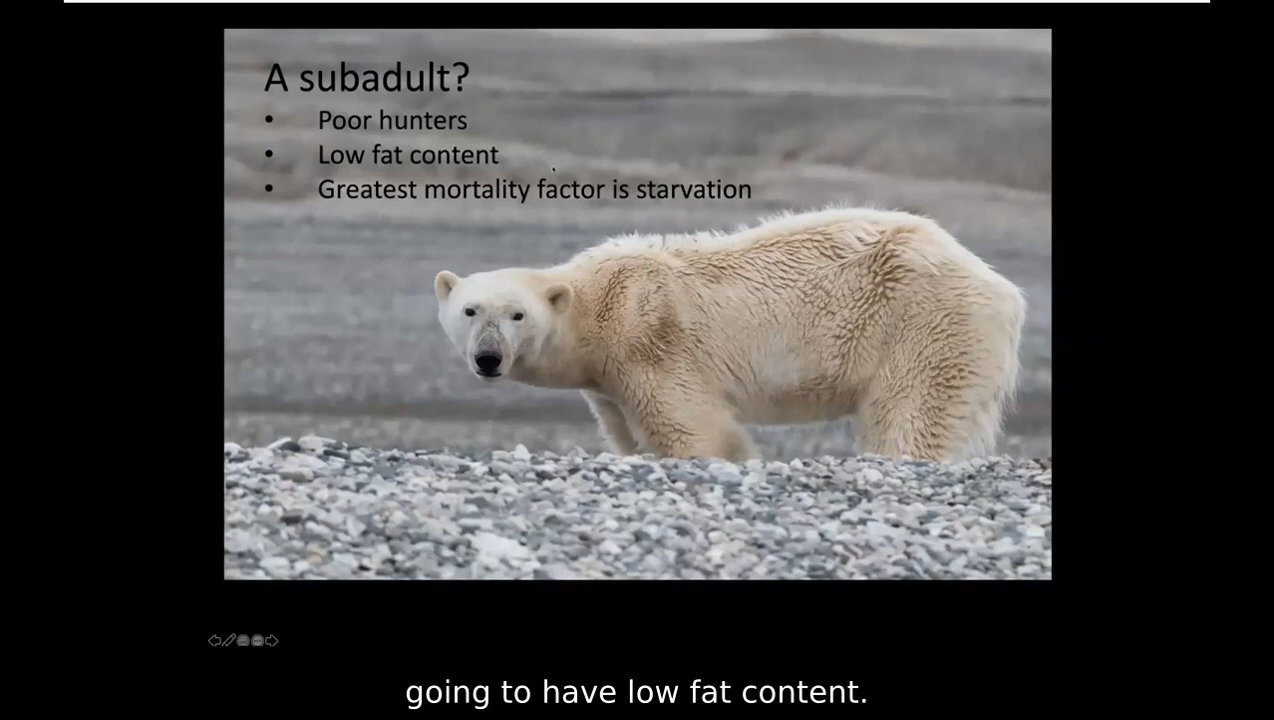 A subadult?
• Poor hunters
• Low fat content
• Greatest mortality factor is starvation
going to have low fat content.